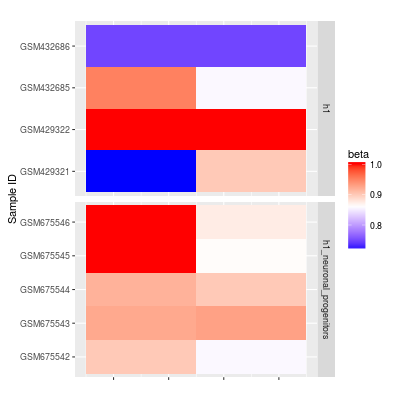 GSM432686
GSM432685
GSM429322
GSM429321
h1
GSM675546
GSM675545
GSM675544
GSM675543
GSM675542
h1_neuronal_progenitors
Sample ID
beta
1.0
0.9
0.8